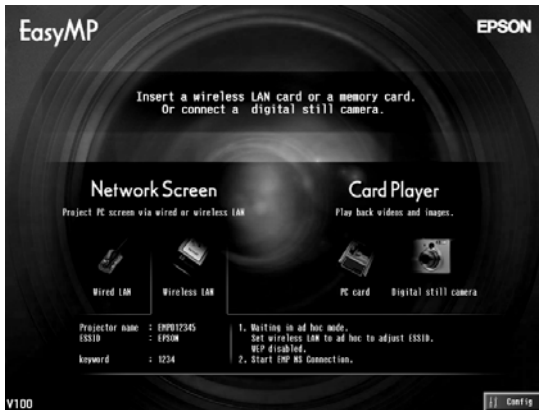 EasyMP
EPSON
Insert a wireless LAN card or a memory card.
Or connect a digital still camera.
Network Screen
Project PC screen via wired or wireless LAN
Wired LAN
Wireless LAN
Card Player
Play back videos and images.
PC card
Digital still camera
Projector name : EMP012345
ESSID : EPSON
keyword : 1234
1. Waiting in ad hoc mode.
Set wireless LAN to ad hoc to adjust ESSID.
WEP disabled.
2. Start EMP NS Connection.
V100
Config